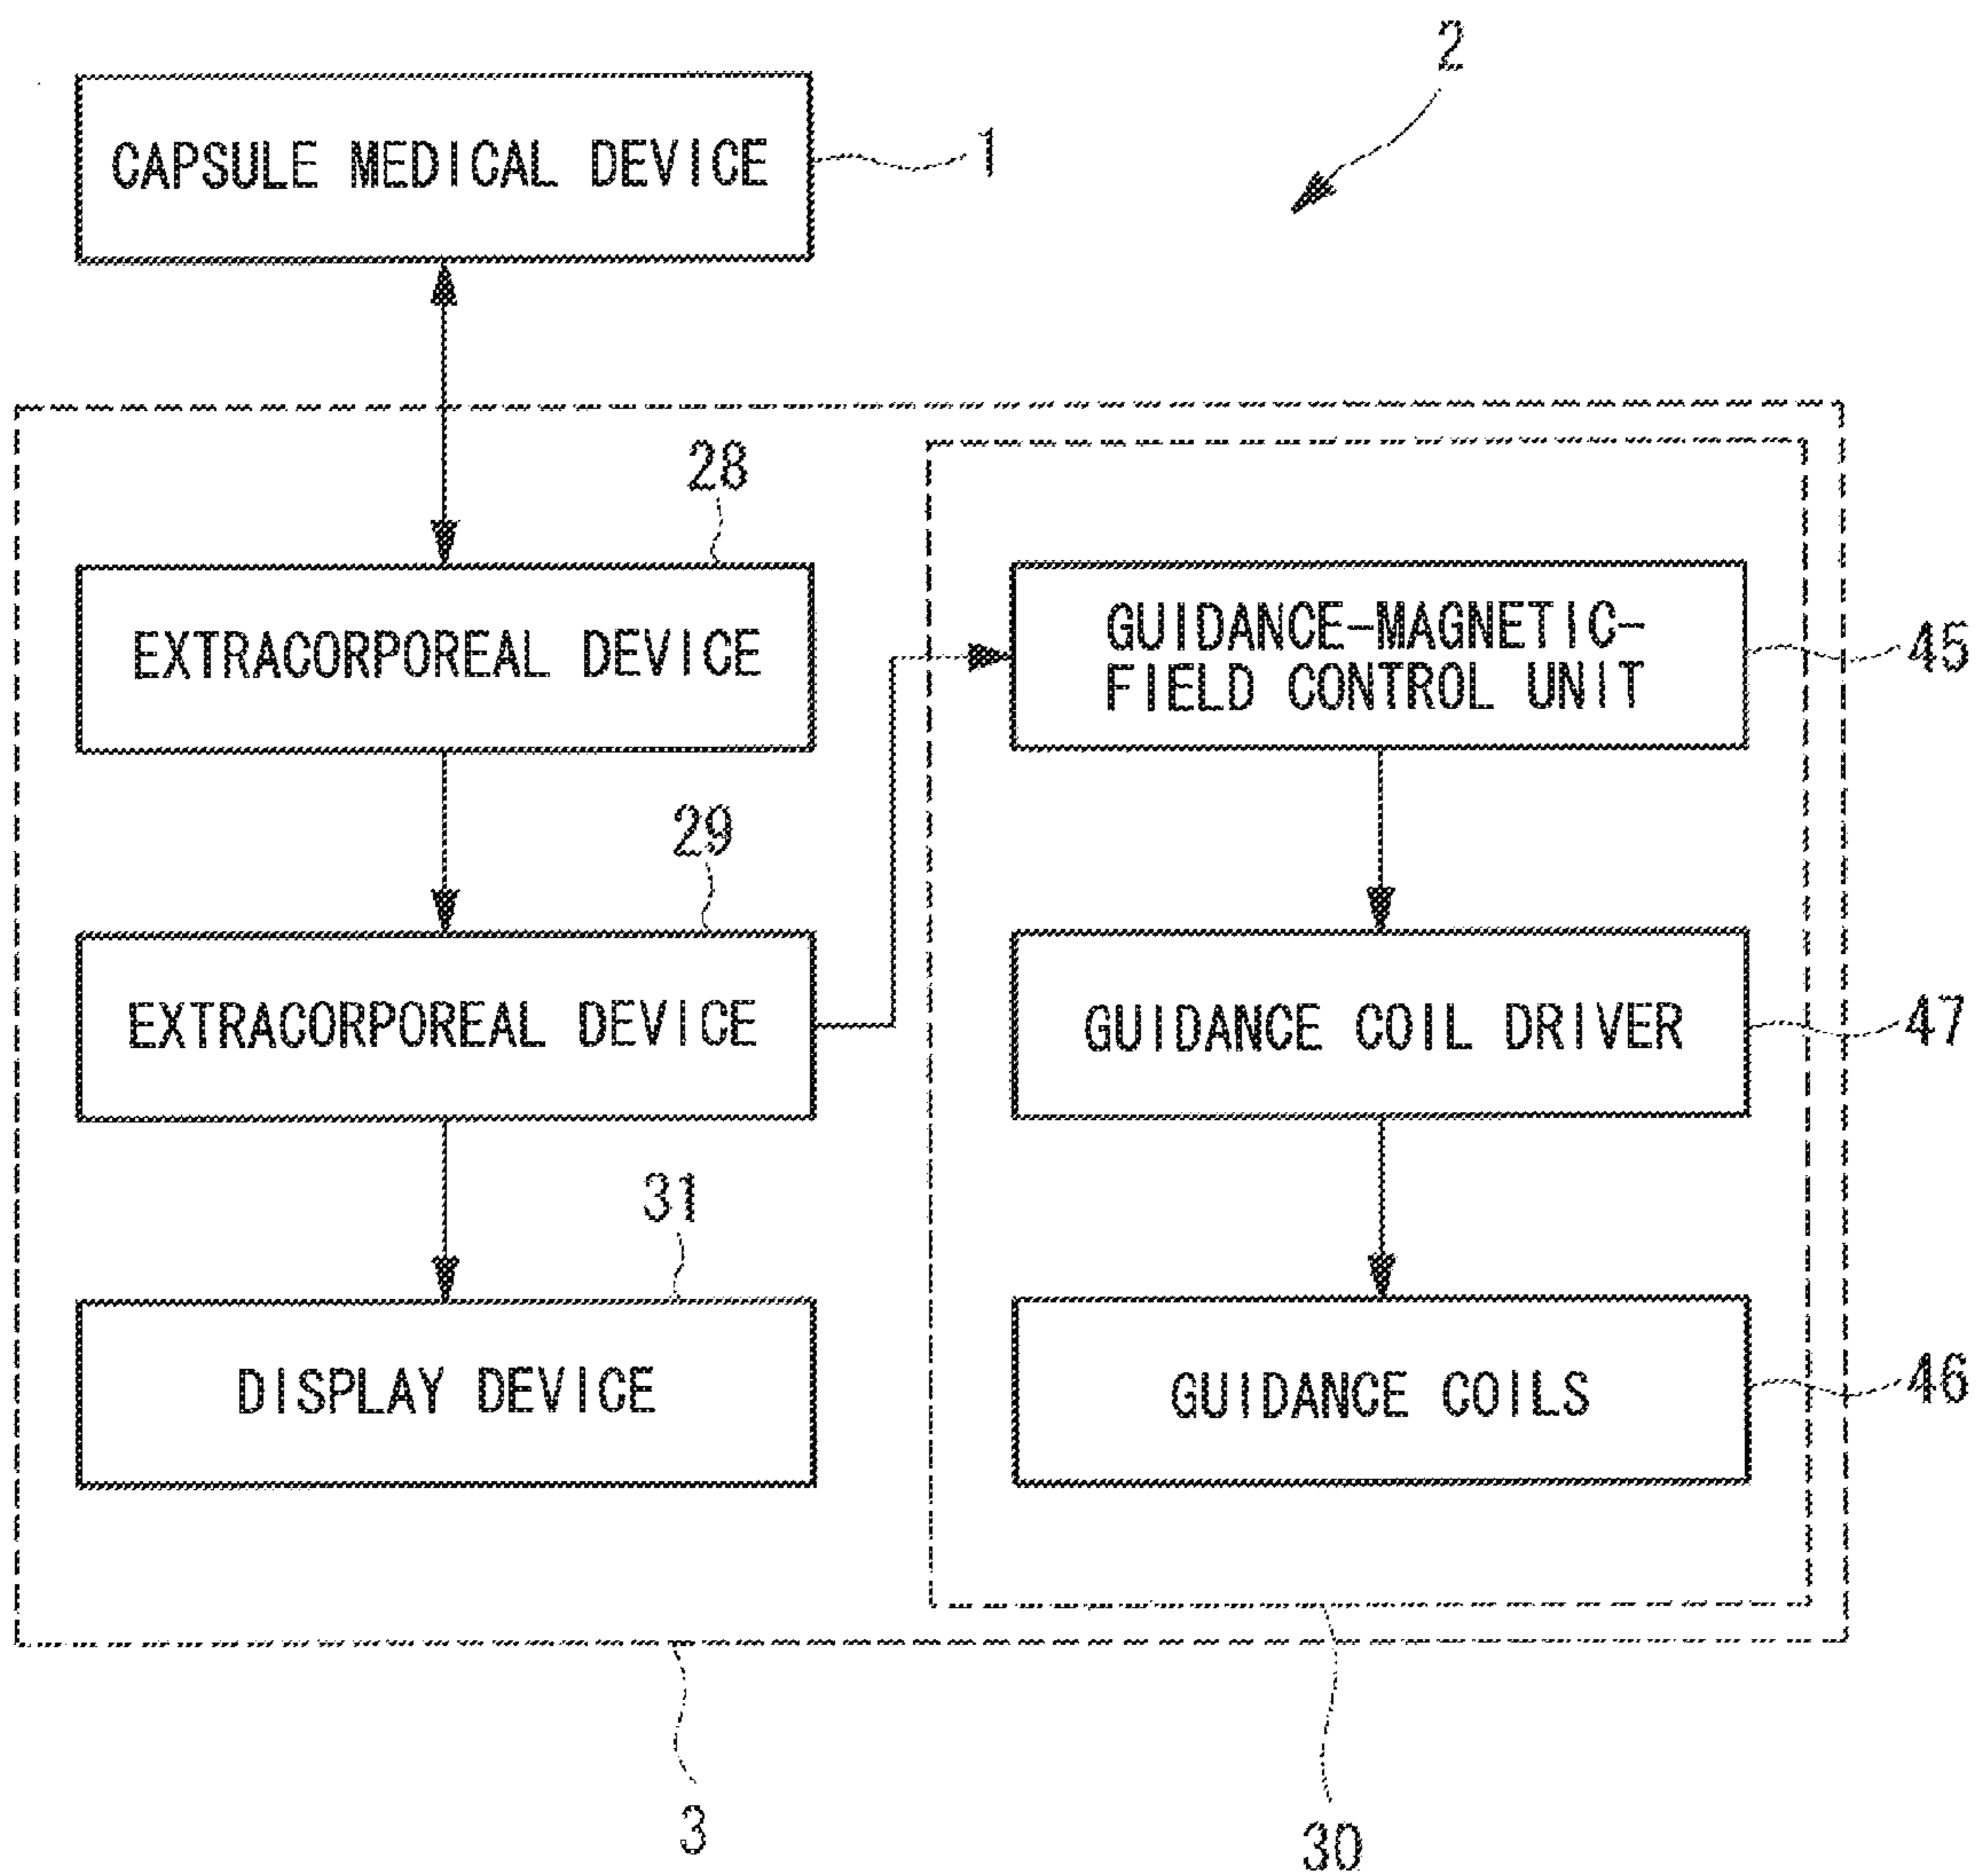 2
CAPSULE MEDICAL DEVICE
1
28
EXTRACORPOREAL DEVICE
GUIDANCE-MAGNETIC-
FIELD CONTROL UNIT
45
29
EXTRACORPOREAL DEVICE
GUIDANCE COIL DRIVER
47
31
DISPLAY DEVICE
GUIDANCE COILS
46
3
30